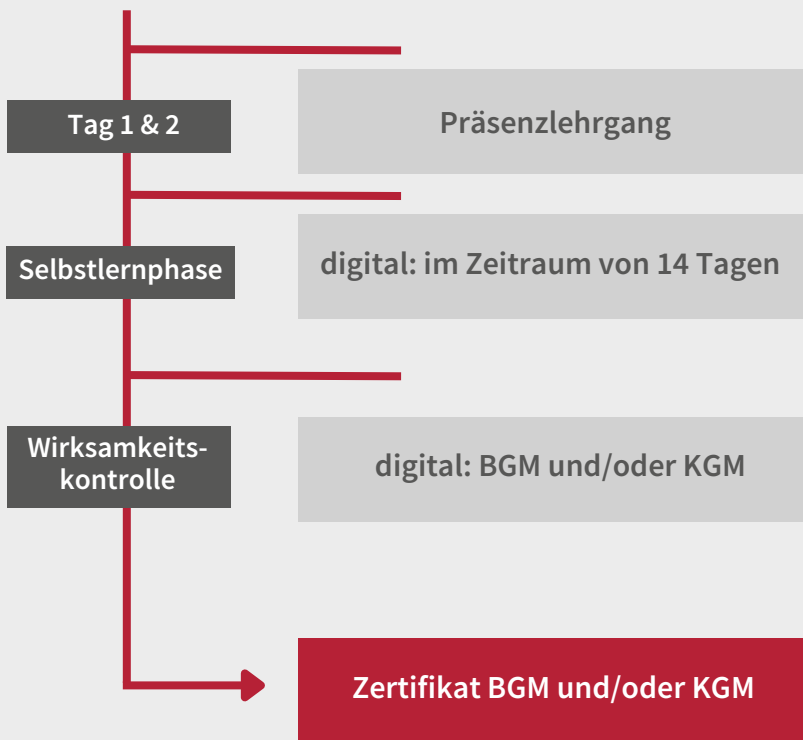 Tag 1 & 2
Präsenzlehrgang
Selbstlernphase
digital: im Zeitraum von 14 Tagen
Wirksamkeits-
kontrolle
digital: BGM und/oder KGM
Zertifikat BGM und/oder KGM